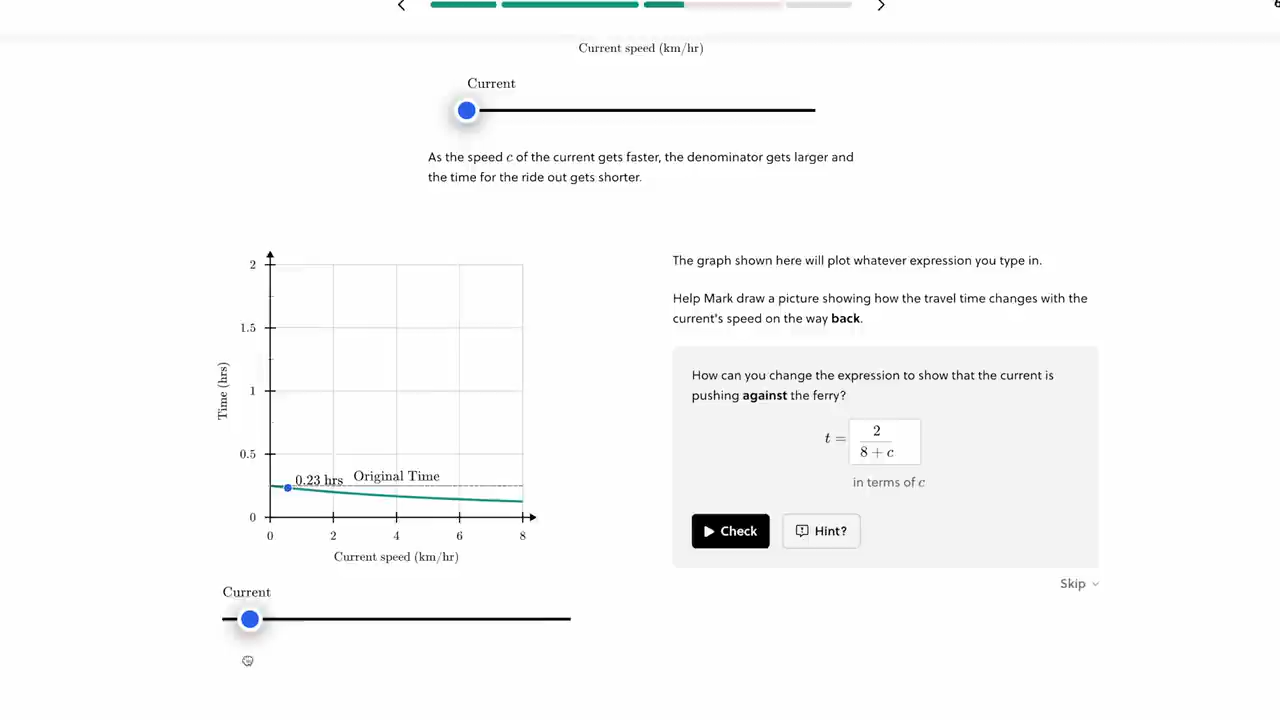 Current speed (km/hr)
Current
As the speed c of the current gets faster, the denominator gets larger and
the time for the ride out gets shorter.
2
1.5
1
0.5
0
Time (hrs)
0.23 hrs
Original Time
0 2 4 6 8
Current speed (km/hr)
Current
The graph shown here will plot whatever expression you type in.
Help Mark draw a picture showing how the travel time changes with the
current's speed on the way back.
How can you change the expression to show that the current is
pushing against the ferry?
t = 2
8 + c
in terms of c
Check
Hint?
Skip